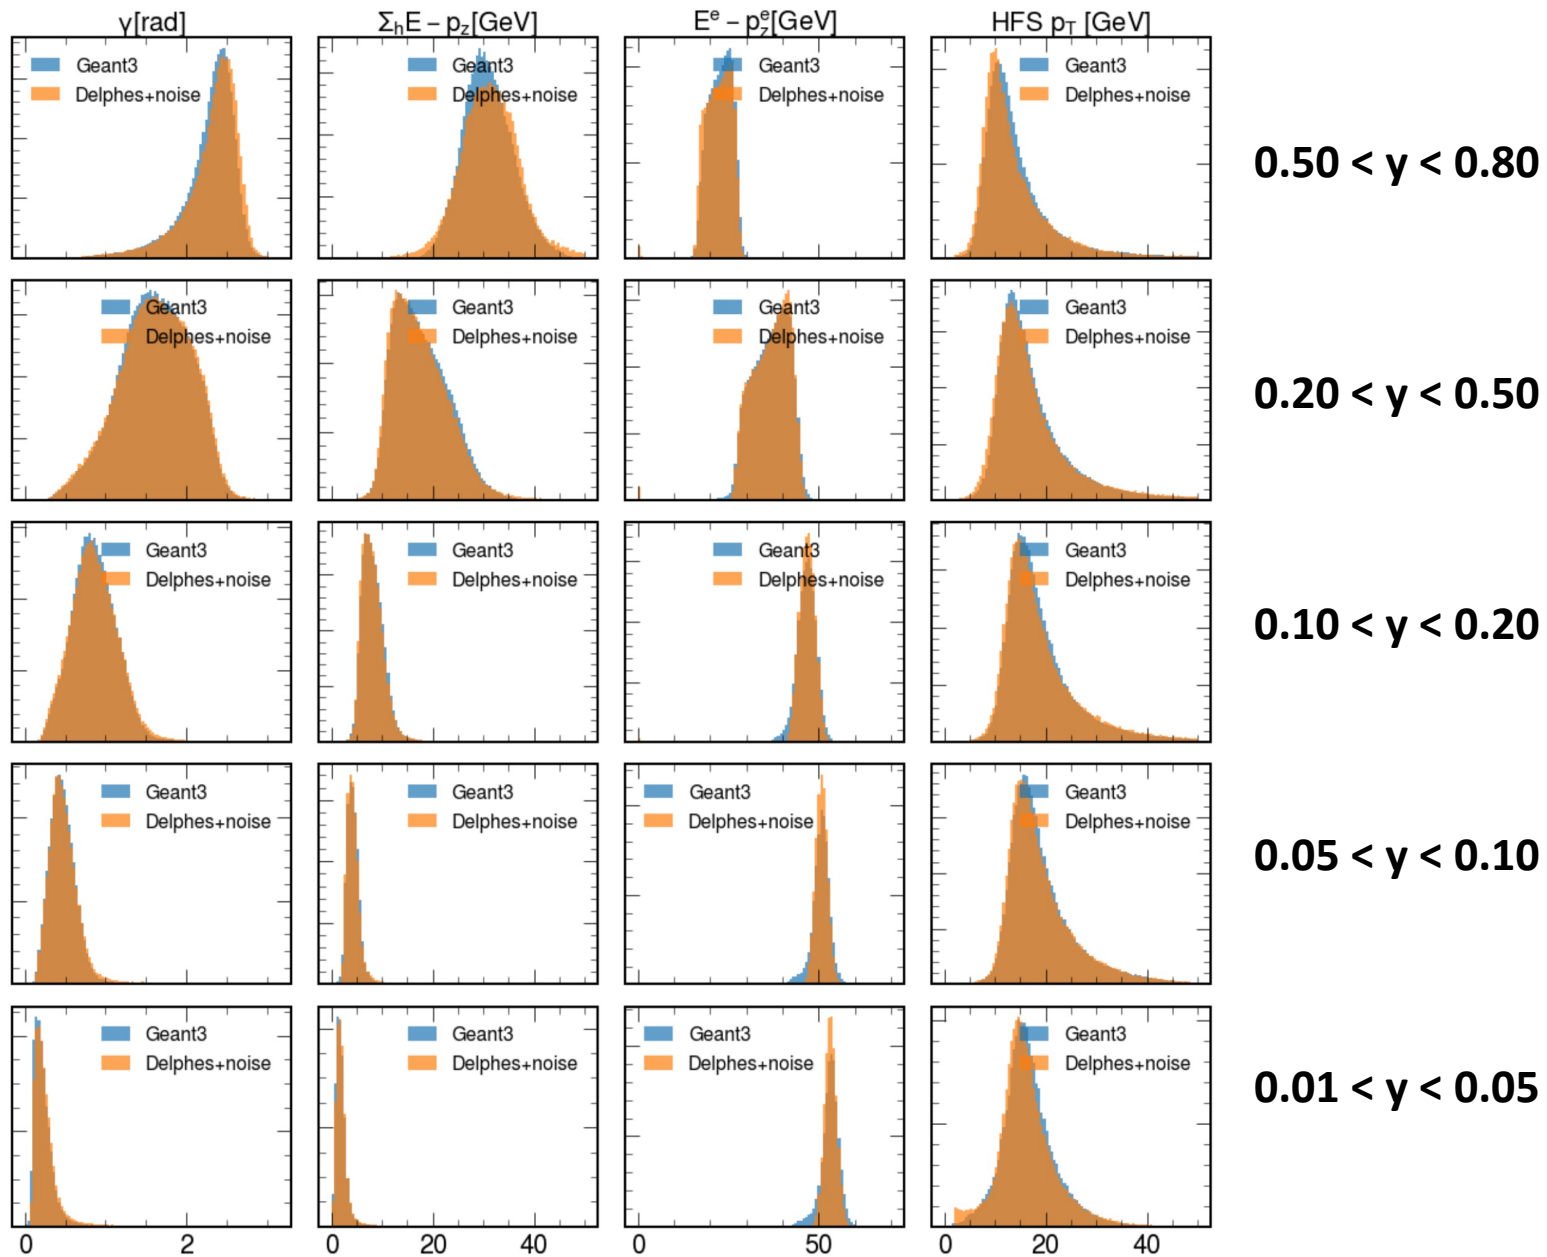 γ[rad] Σ_hE − p_z[GeV] E^e − p_z^e[GeV] HFS p_T [GeV]
Geant3 Geant3 Geant3 Geant3
Delphes+noise Delphes+noise Delphes+noise Delphes+noise
0.50 < y < 0.80
Geant3 Geant3 Geant3 Geant3
Delphes+noise Delphes+noise Delphes+noise Delphes+noise
0.20 < y < 0.50
Geant3 Geant3 Geant3 Geant3
Delphes+noise Delphes+noise Delphes+noise Delphes+noise
0.10 < y < 0.20
Geant3 Geant3 Geant3 Geant3
Delphes+noise Delphes+noise Delphes+noise Delphes+noise
0.05 < y < 0.10
Geant3 Geant3 Geant3 Geant3
Delphes+noise Delphes+noise Delphes+noise Delphes+noise
0.01 < y < 0.05
0 2 0 20 40 0 50 0 20 40